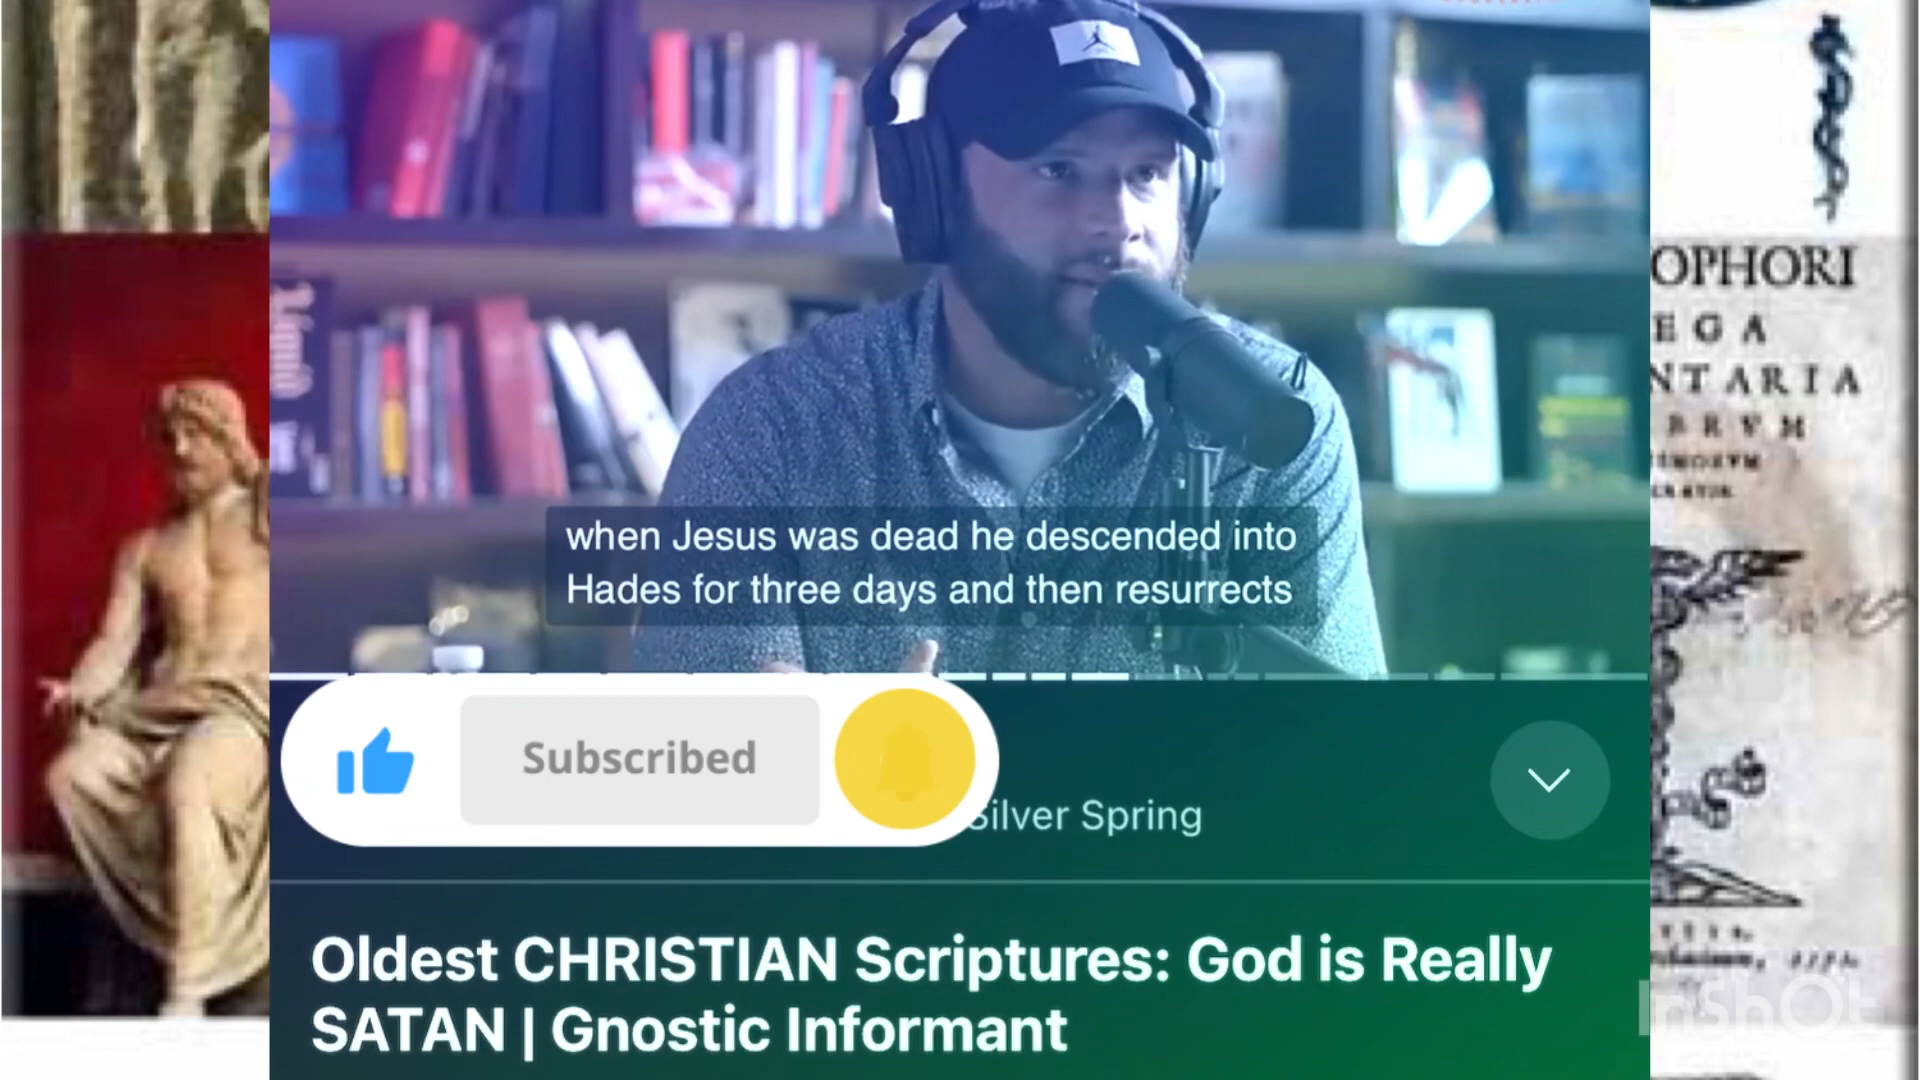 when Jesus was dead he descended into
Hades for three days and then resurrects
Subscribed
Silver Spring
Oldest CHRISTIAN Scriptures: God is Really
SATAN | Gnostic Informant
OPHORI
EGA
NTARIA
BRVM
InShOt